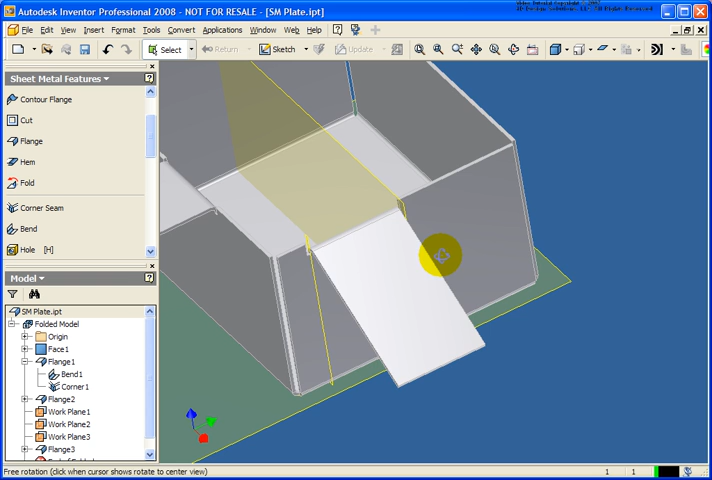 Autodesk Inventor Professional 2008 - NOT FOR RESALE - [SM Plate.ipt]
File Edit View Insert Format Tools Convert Applications Window Web Help
Select Return Sketch Update
Sheet Metal Features
Contour Flange
Cut
Flange
Hem
Fold
Corner Seam
Bend
Hole [H]
Model
SM Plate.ipt
Folded Model
Origin
Face1
Flange1
Bend1
Corner1
Flange2
Work Plane1
Work Plane2
Work Plane3
Flange3
Free rotation (click when cursor shows rotate to center view) 1 1